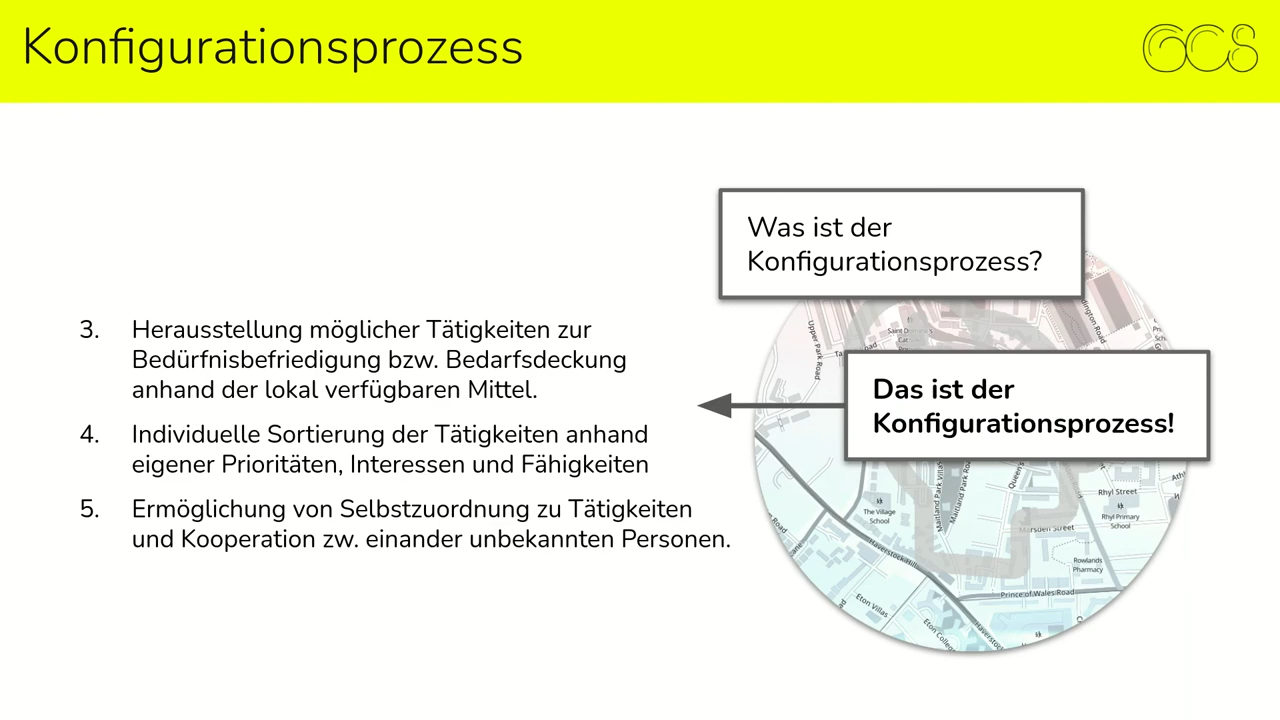 Konfigurationsprozess
GCS
Was ist der
Konfigurationsprozess?
3. Herausstellung möglicher Tätigkeiten zur
Bedürfnisbefriedigung bzw. Bedarfsdeckung
anhand der lokal verfügbaren Mittel.
4. Individuelle Sortierung der Tätigkeiten anhand
eigener Prioritäten, Interessen und Fähigkeiten
5. Ermöglichung von Selbstzuordnung zu Tätigkeiten
und Kooperation zw. einander unbekannten Personen.
Das ist der
Konfigurationsprozess!
Upper Park Road
Maitland Park Villas
Rhyl Street
The Village
School
Rhyl Primary
School
Marsden Street
Haverstock Hill
Rowlands
Pharmacy
Prince of Wales Road
Eton Villas